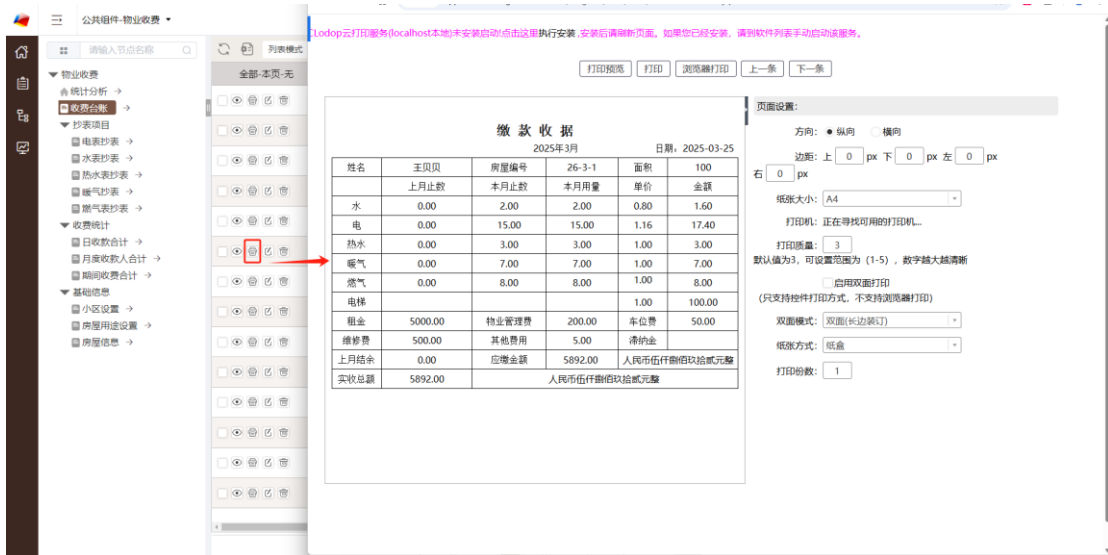 公共组件-物业收费
请输入节点名称
物业收费
统计分析
收费台账
抄表项目
电表抄表
水表抄表
热水表抄表
暖气抄表
燃气表抄表
收费统计
日收款合计
月度收款人合计
期间收费合计
基础信息
小区设置
房屋用途设置
房屋信息
列表模式
全部-本页-无
CLodop云打印服务(localhost本地)未安装启动!点击这里执行安装,安装后请刷新页面。如果您已经安装，请到软件列表手动启动该服务。
打印预览 打印 浏览器打印 上一条 下一条
缴 款 收 据
2025年3月 日期：2025-03-25
姓名 王贝贝 房屋编号 26-3-1 面积 100
上月止数 本月止数 本月用量 单价 金额
水 0.00 2.00 2.00 0.80 1.60
电 0.00 15.00 15.00 1.16 17.40
热水 0.00 3.00 3.00 1.00 3.00
暖气 0.00 7.00 7.00 1.00 7.00
燃气 0.00 8.00 8.00 1.00 8.00
电梯 1.00 100.00
租金 5000.00 物业管理费 200.00 车位费 50.00
维修费 500.00 其他费用 5.00 滞纳金
上月结余 0.00 应缴金额 5892.00 人民币伍仟捌佰玖拾贰元整
实收总额 5892.00 人民币伍仟捌佰玖拾贰元整
页面设置：
方向： 纵向 横向
边距：上 0 px 下 0 px 左 0 px
右 0 px
纸张大小： A4
打印机：正在寻找可用的打印机...
打印质量： 3
默认值为3，可设置范围为（1-5），数字越大越清晰
启用双面打印
(只支持控件打印方式，不支持浏览器打印)
双面模式： 双面(长边装订)
纸张方式： 纸盒
打印份数： 1